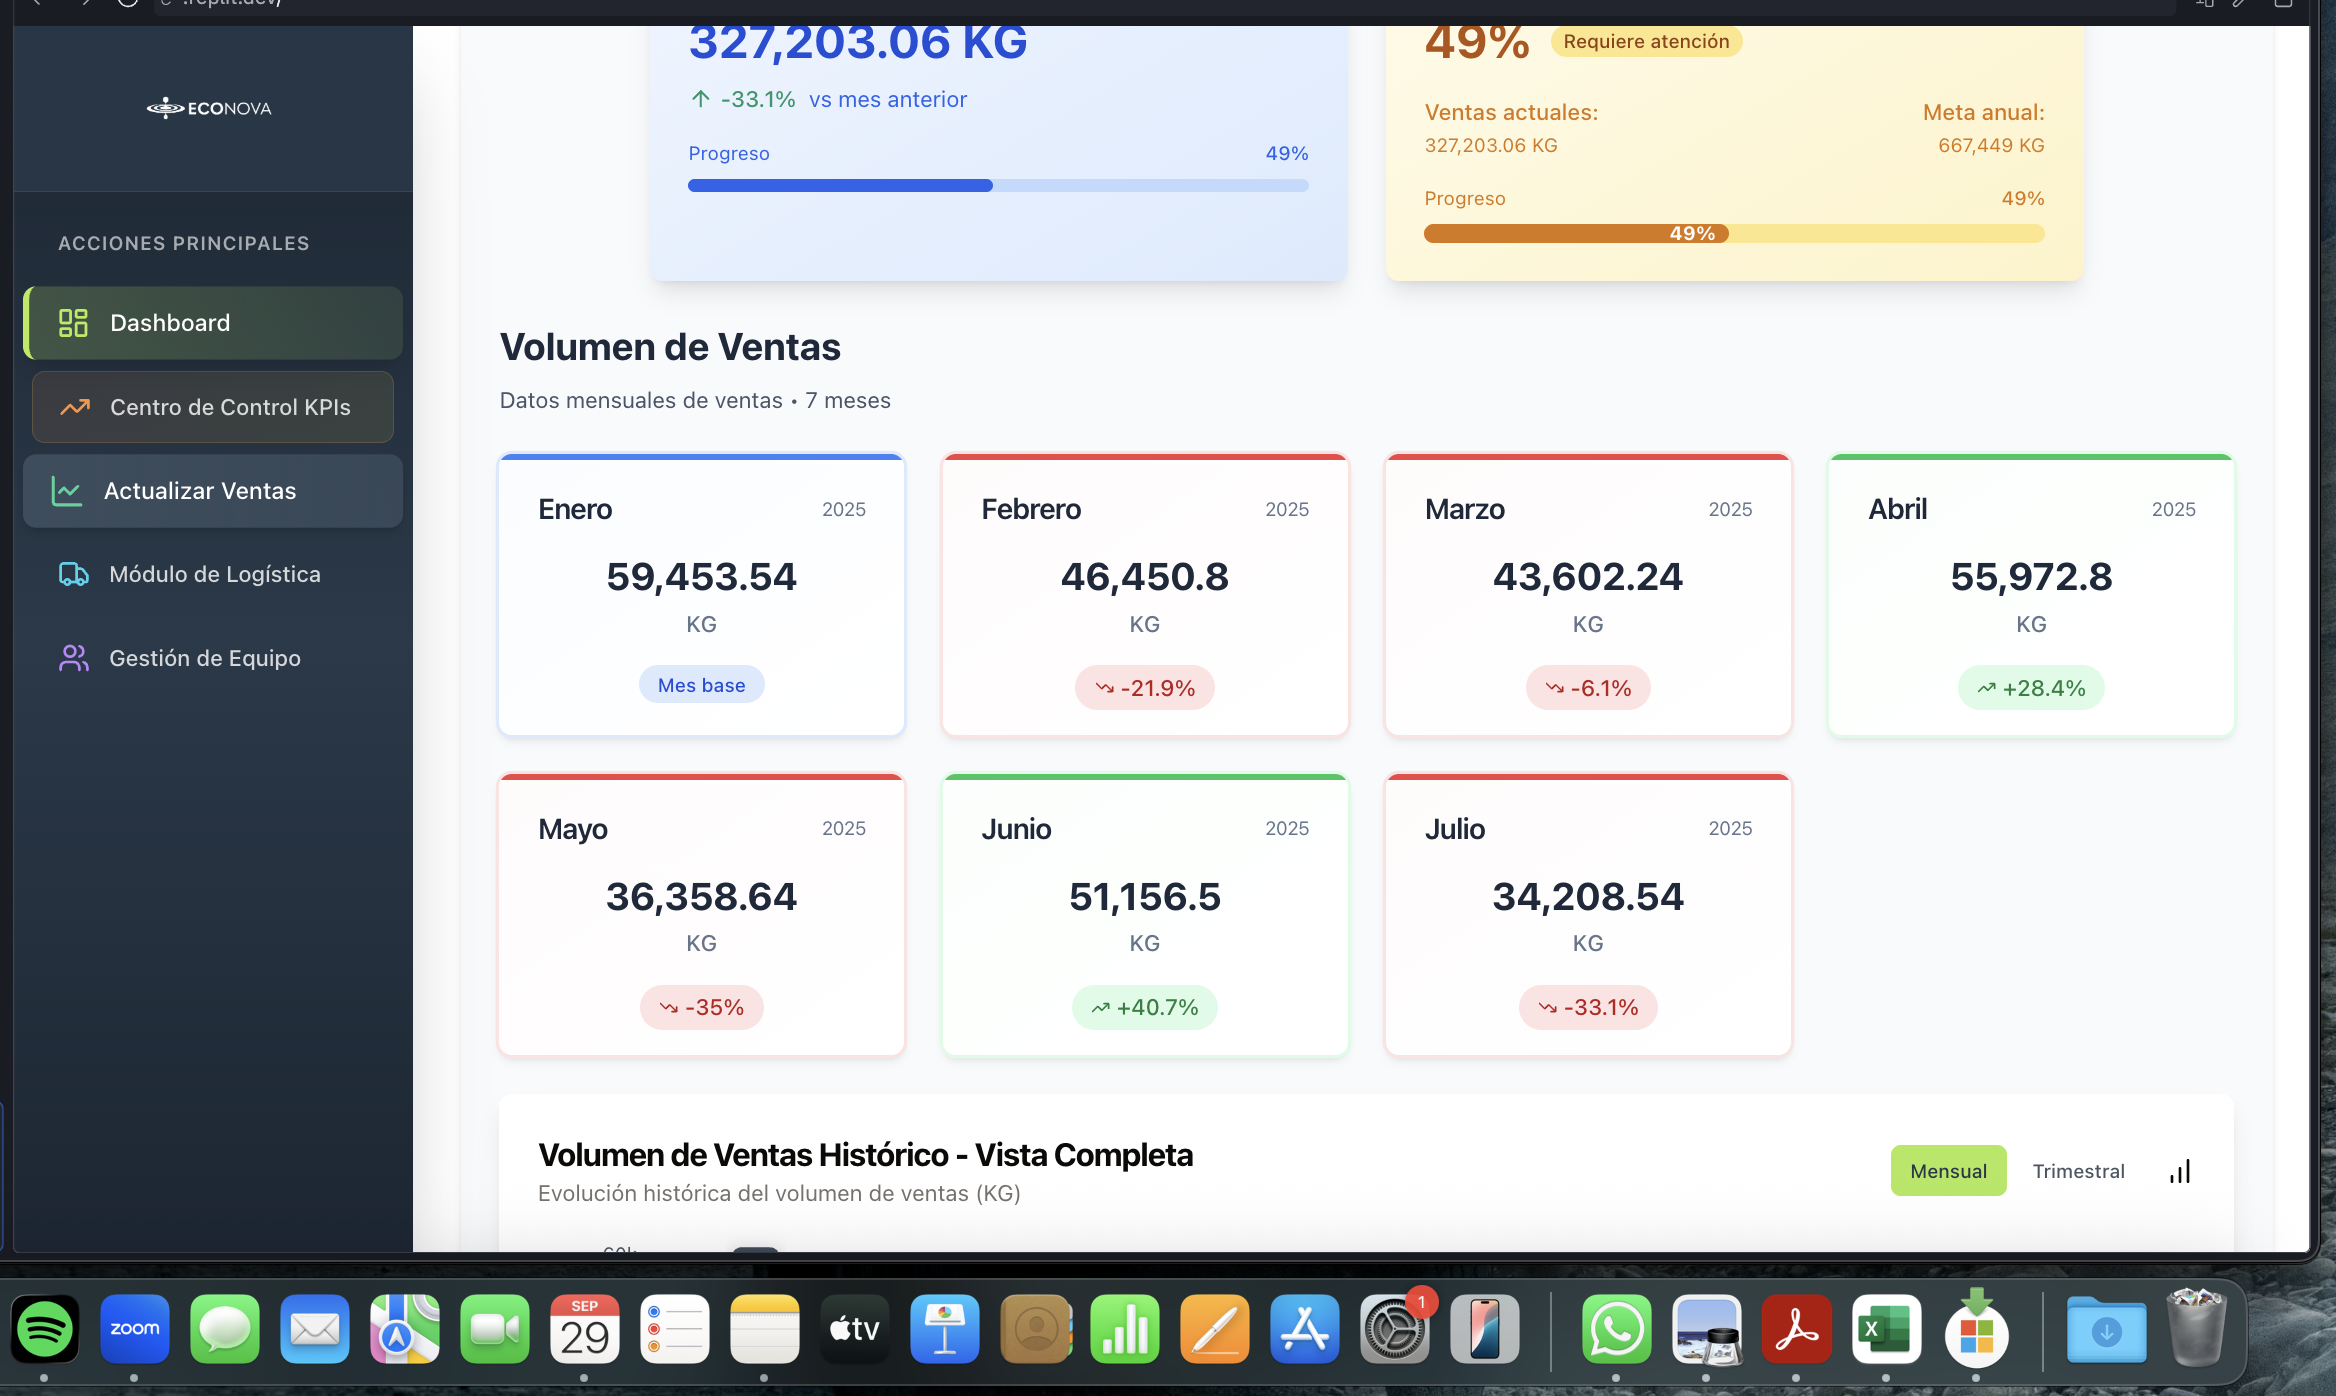 .replit.dev/
ECONOVA
ACCIONES PRINCIPALES
Dashboard
Centro de Control KPIs
Actualizar Ventas
Módulo de Logística
Gestión de Equipo
327,203.06 KG
-33.1% vs mes anterior
Progreso 49%
49% Requiere atención
Ventas actuales: Meta anual:
327,203.06 KG 667,449 KG
Progreso 49%
49%
Volumen de Ventas
Datos mensuales de ventas • 7 meses
Enero 2025
59,453.54
KG
Mes base
Febrero 2025
46,450.8
KG
-21.9%
Marzo 2025
43,602.24
KG
-6.1%
Abril 2025
55,972.8
KG
+28.4%
Mayo 2025
36,358.64
KG
-35%
Junio 2025
51,156.5
KG
+40.7%
Julio 2025
34,208.54
KG
-33.1%
Volumen de Ventas Histórico - Vista Completa
Evolución histórica del volumen de ventas (KG)
Mensual Trimestral
zoom
SEP
29
tv
1
X